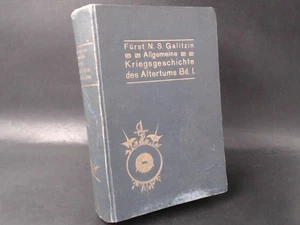 Fürst N. S. Galitzin
Allgemeine
Kriegsgeschichte
des Altertums Bd. I.